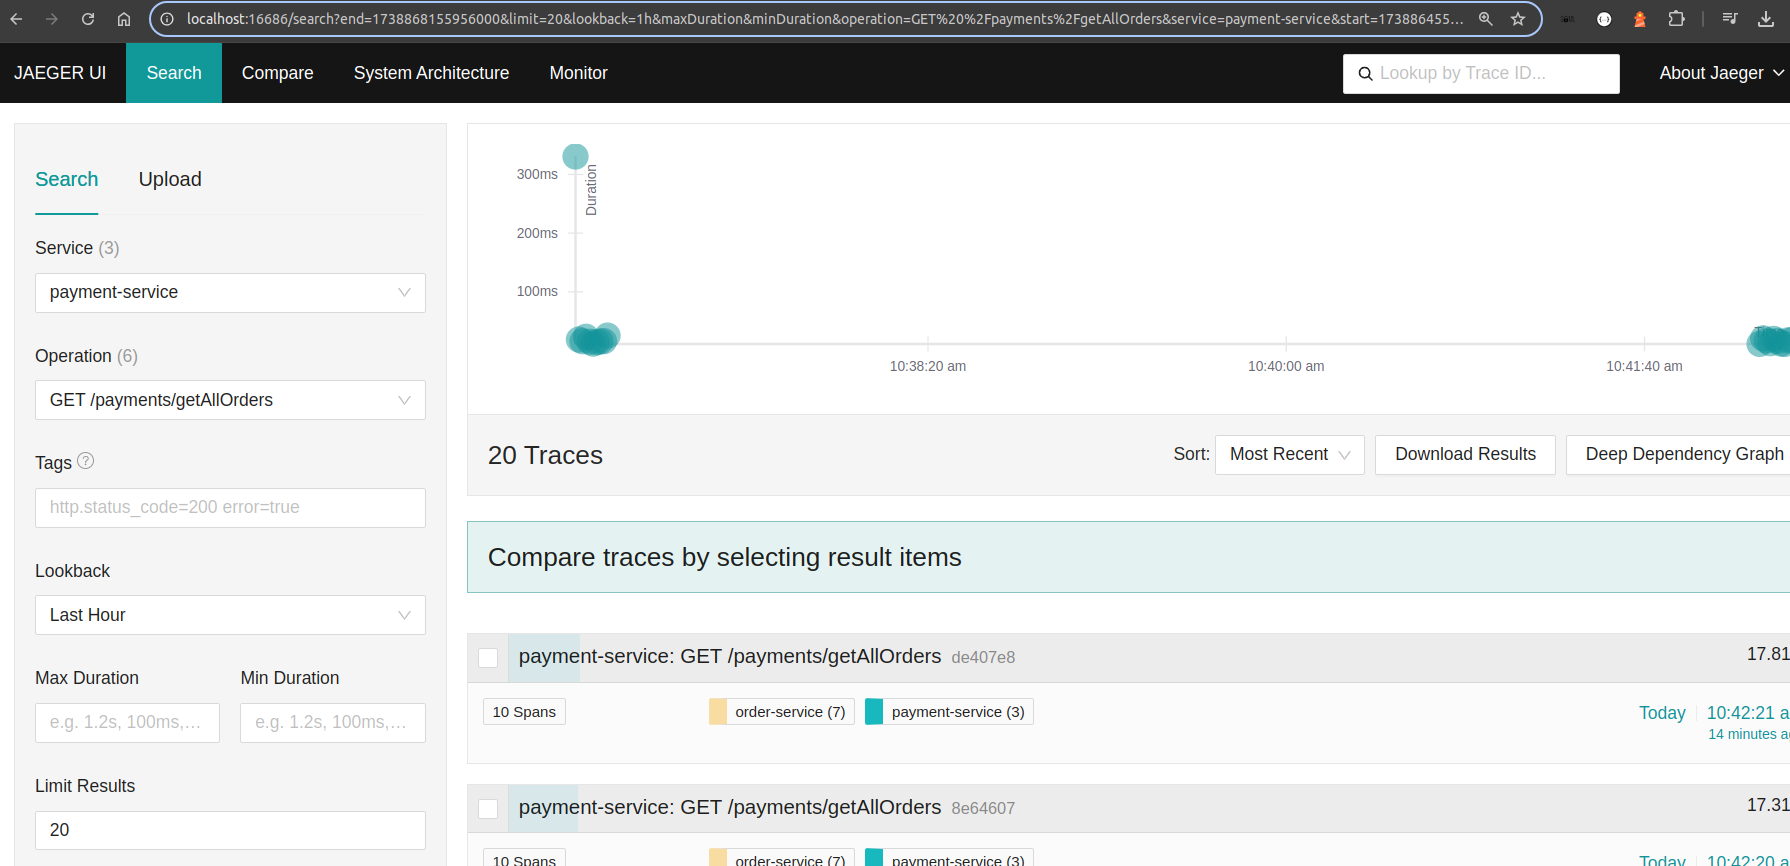 localhost:16686/search?end=1738868155956000&limit=20&lookback=1h&maxDuration&minDuration&operation=GET%20%2Fpayments%2FgetAllOrders&service=payment-service&start=173886455...
JAEGER UI Search Compare System Architecture Monitor Lookup by Trace ID... About Jaeger
Search Upload
Service (3)
payment-service
Operation (6)
GET /payments/getAllOrders
Tags ?
http.status_code=200 error=true
Lookback
Last Hour
Max Duration Min Duration
e.g. 1.2s, 100ms,... e.g. 1.2s, 100ms,...
Limit Results
20
Duration
300ms
200ms
100ms
10:38:20 am 10:40:00 am 10:41:40 am
20 Traces Sort: Most Recent Download Results Deep Dependency Graph
Compare traces by selecting result items
payment-service: GET /payments/getAllOrders de407e8 17.81
10 Spans order-service (7) payment-service (3) Today 10:42:21 a
14 minutes a
payment-service: GET /payments/getAllOrders 8e64607 17.31
10 Spans order-service (7) payment-service (3) Today 10:42:20 a